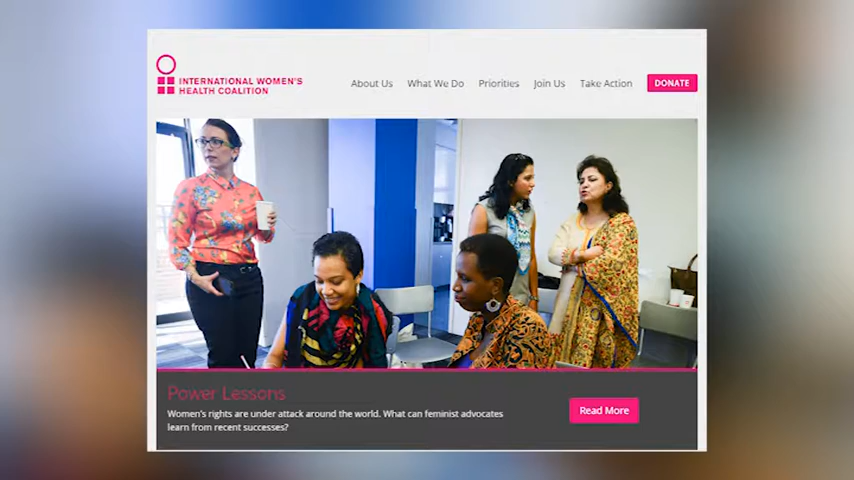 INTERNATIONAL WOMEN'S
HEALTH COALITION
About Us What We Do Priorities Join Us Take Action DONATE
Power Lessons
Women's rights are under attack around the world. What can feminist advocates
learn from recent successes?
Read More